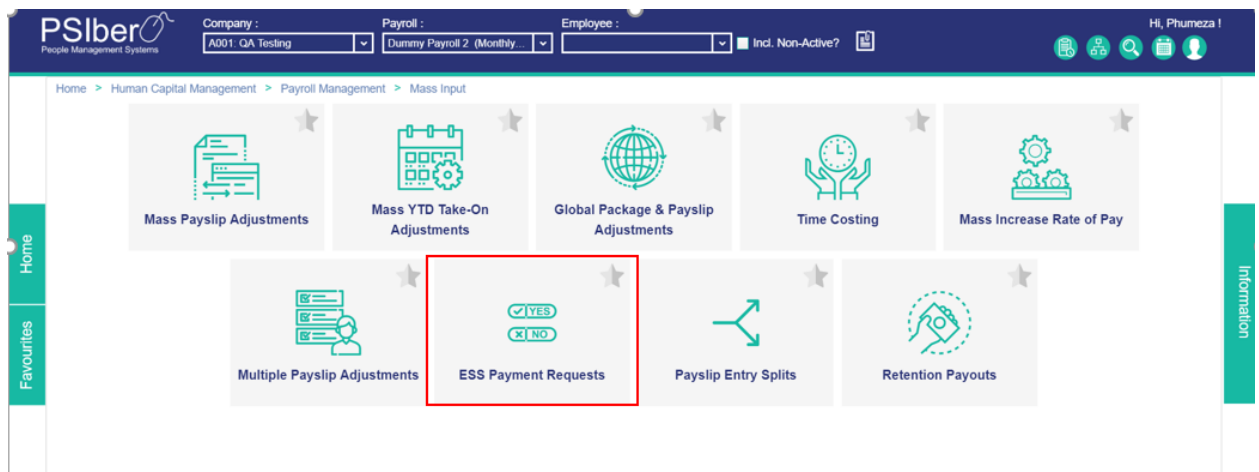 PSIber
People Management Systems
Company :
A001: QA Testing
Payroll :
Dummy Payroll 2 (Monthly...
Employee :
Incl. Non-Active?
Hi, Phumeza !
Home > Human Capital Management > Payroll Management > Mass Input
Mass Payslip Adjustments
Mass YTD Take-On
Adjustments
Global Package & Payslip
Adjustments
Time Costing
Mass Increase Rate of Pay
Home
Favourites
Information
YES
NO
Multiple Payslip Adjustments
ESS Payment Requests
Payslip Entry Splits
Retention Payouts